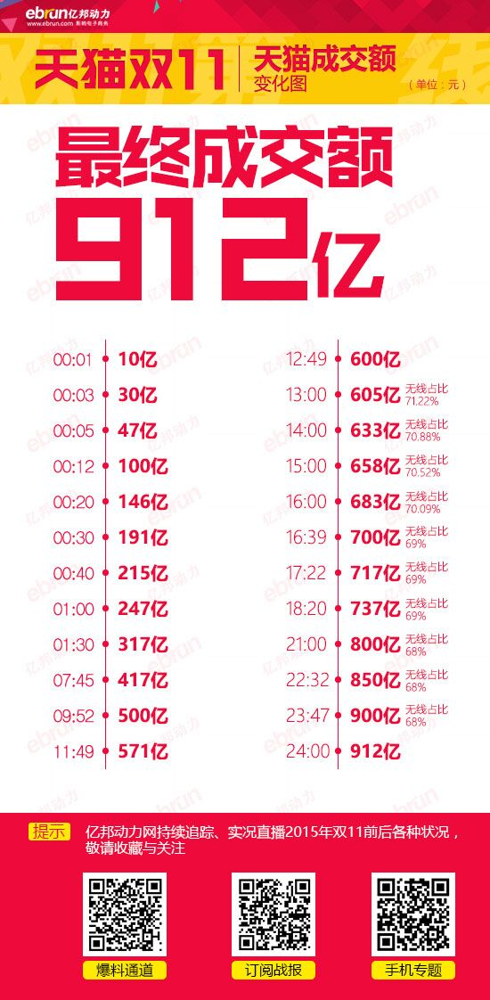 ebrun亿邦动力
www.ebrun.com 影响电子商务
天猫双11
天猫成交额
变化图
（单位：元）
最终成交额
912亿
00:01 10亿
00:03 30亿
00:05 47亿
00:12 100亿
00:20 146亿
00:30 191亿
00:40 215亿
01:00 247亿
01:30 317亿
07:45 417亿
09:52 500亿
11:49 571亿
12:49 600亿
13:00 605亿 无线占比
71.22%
14:00 633亿 无线占比
70.88%
15:00 658亿 无线占比
70.52%
16:00 683亿 无线占比
70.09%
16:39 700亿 无线占比
69%
17:22 717亿 无线占比
69%
18:20 737亿 无线占比
69%
21:00 800亿 无线占比
68%
22:32 850亿 无线占比
68%
23:47 900亿 无线占比
68%
24:00 912亿
提示
亿邦动力网持续追踪、实况直播2015年双11前后各种状况，
敬请收藏与关注
爆料通道
订阅战报
手机专题